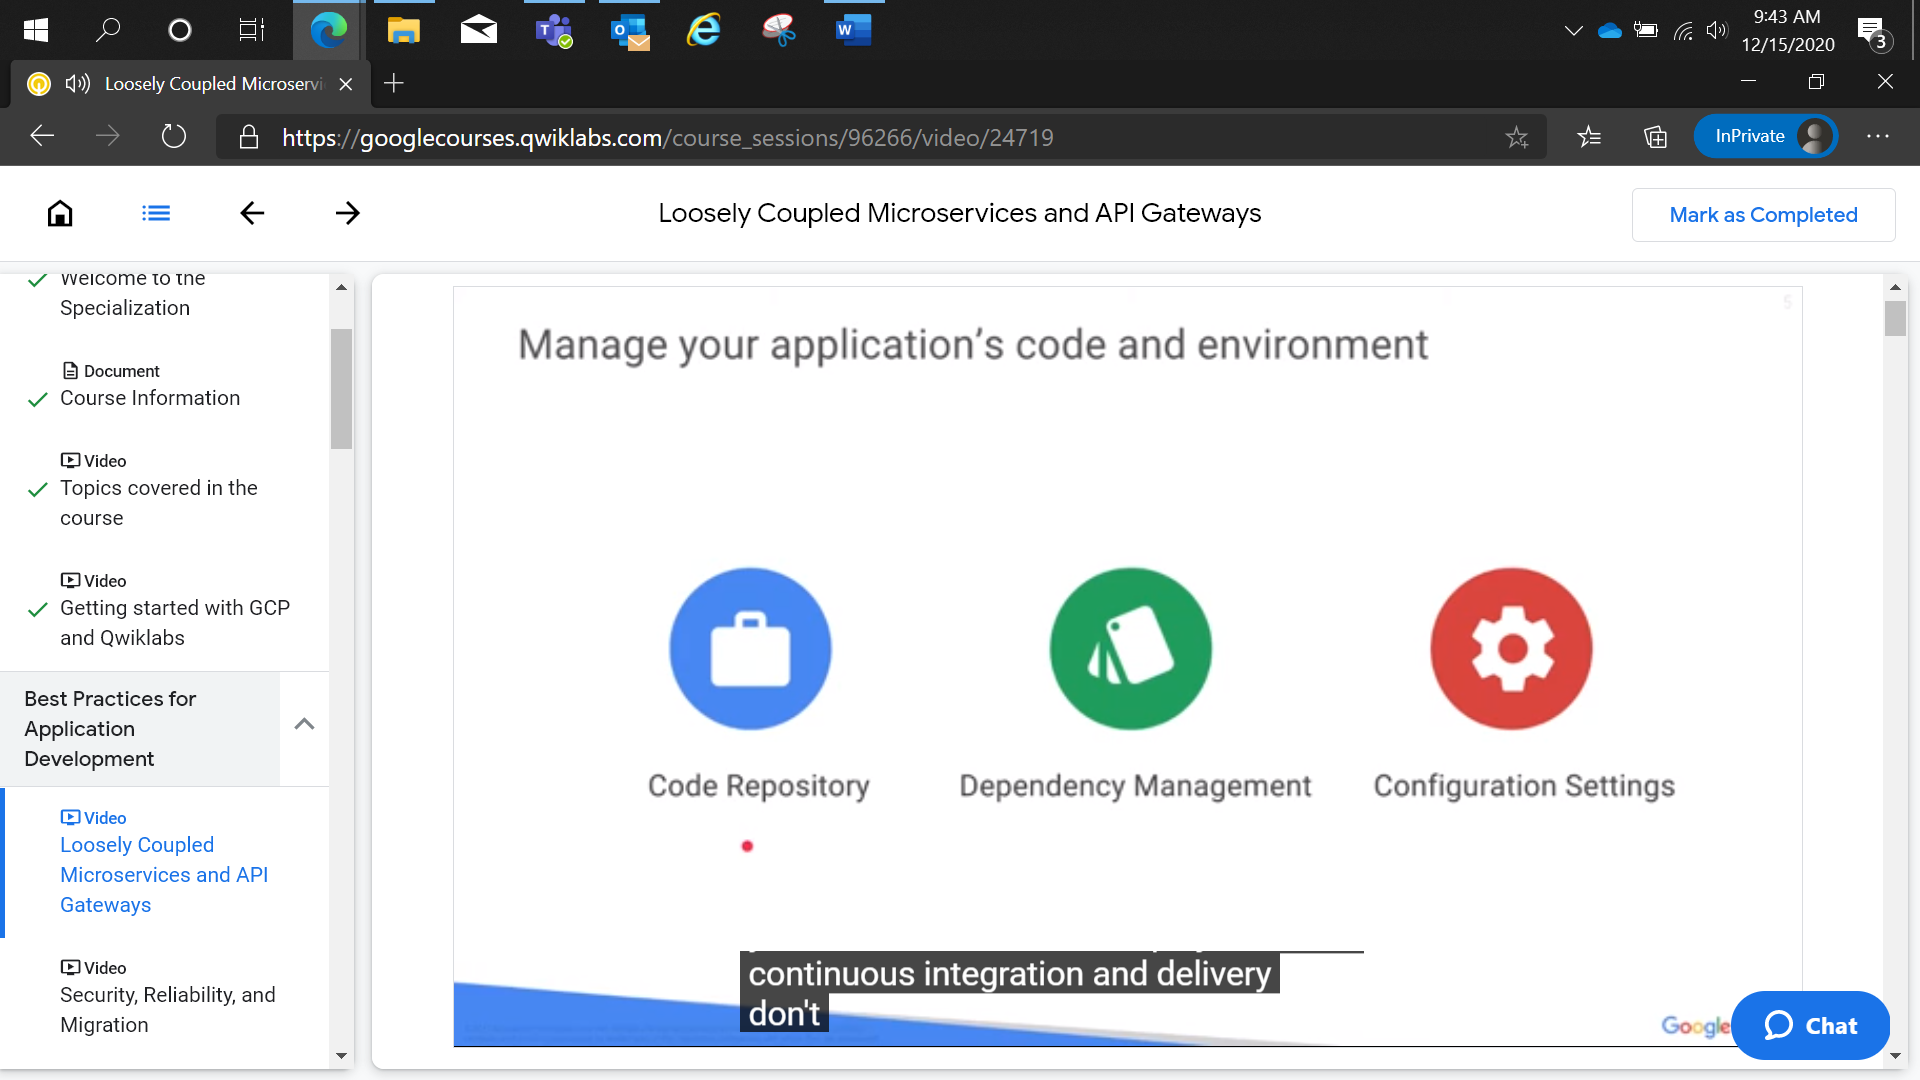 9:43 AM
12/15/2020
3
Loosely Coupled Microservi
https://googlecourses.qwiklabs.com/course_sessions/96266/video/24719
InPrivate
Loosely Coupled Microservices and API Gateways
Mark as Completed
Welcome to the
Specialization
Document
Course Information
Video
Topics covered in the
course
Video
Getting started with GCP
and Qwiklabs
Best Practices for
Application
Development
Video
Loosely Coupled
Microservices and API
Gateways
Video
Security, Reliability, and
Migration
5
Manage your application's code and environment
Code Repository
Dependency Management
Configuration Settings
continuous integration and delivery
don't
Google
Chat